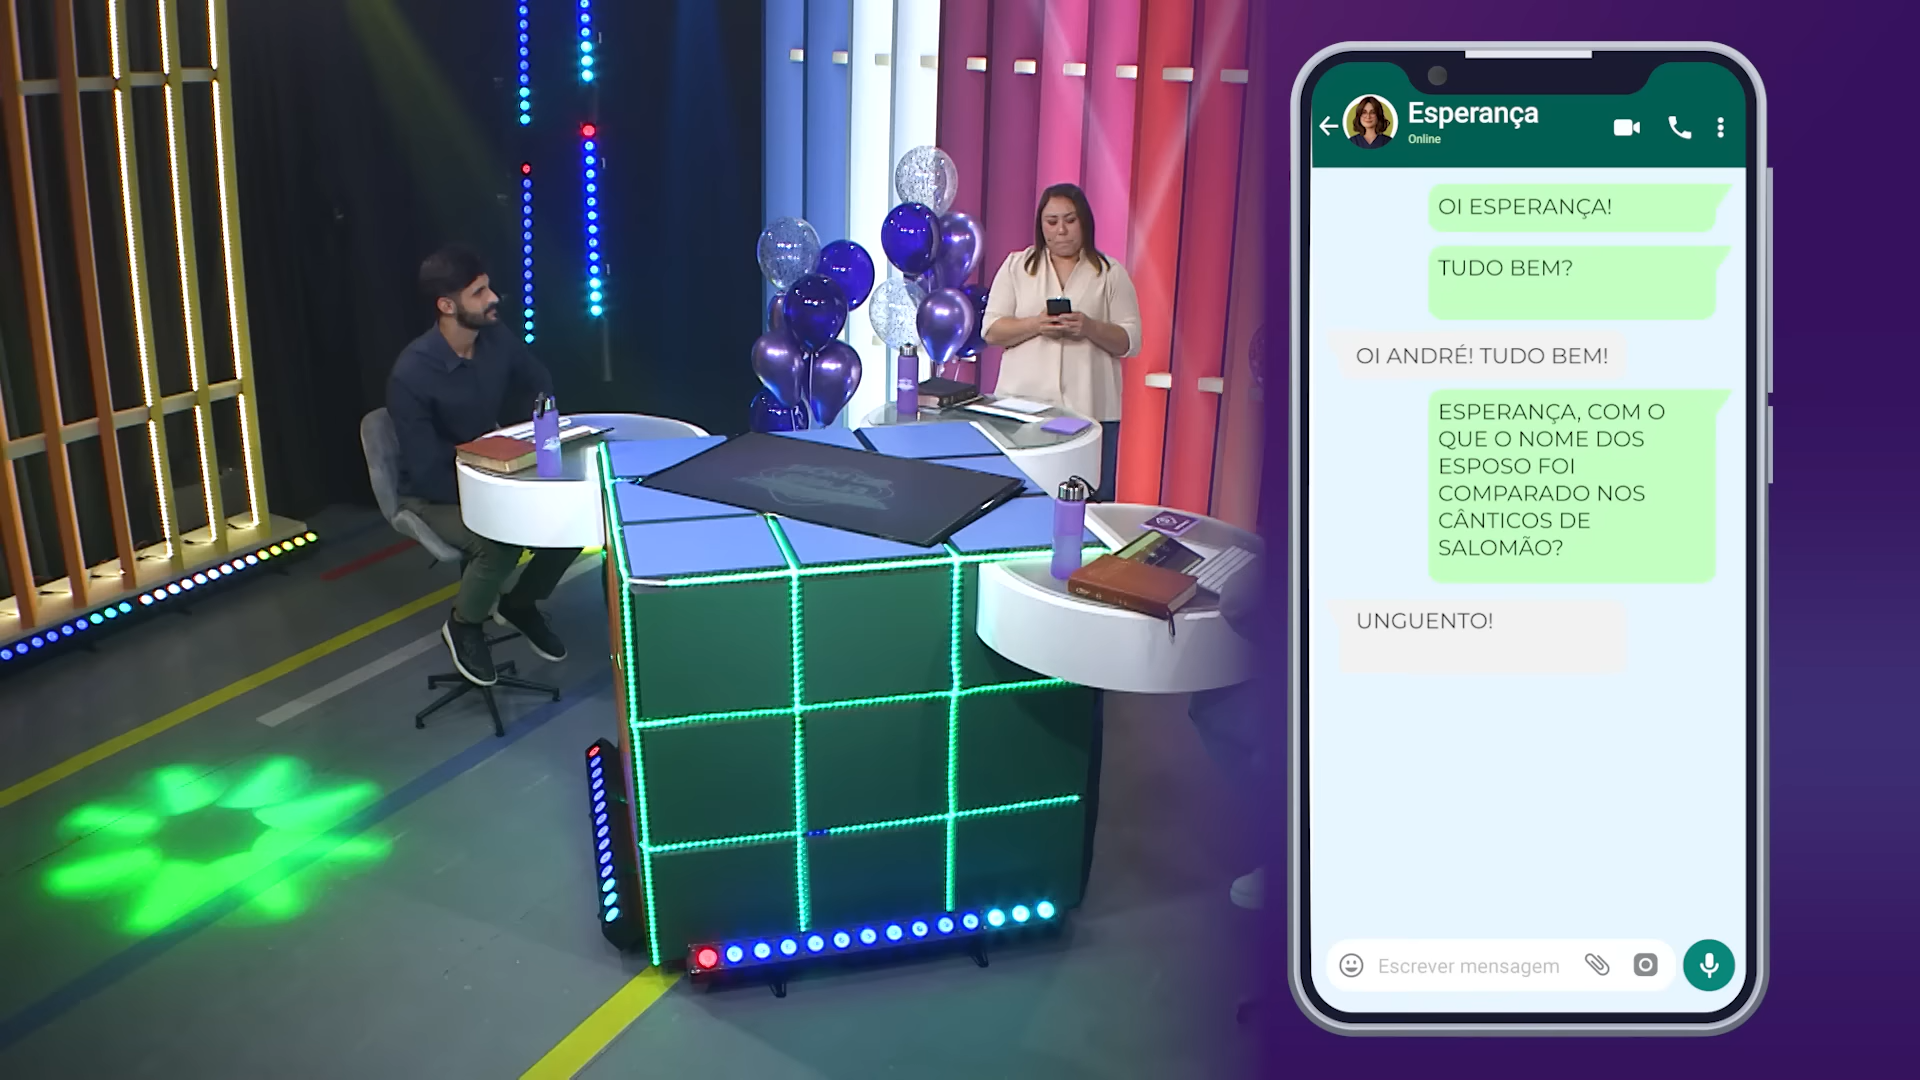 Esperança
Online
OI ESPERANÇA!
TUDO BEM?
OI ANDRÉ! TUDO BEM!
ESPERANÇA, COM O
QUE O NOME DOS
ESPOSO FOI
COMPARADO NOS
CÂNTICOS DE
SALOMÃO?
UNGUENTO!
Escrever mensagem